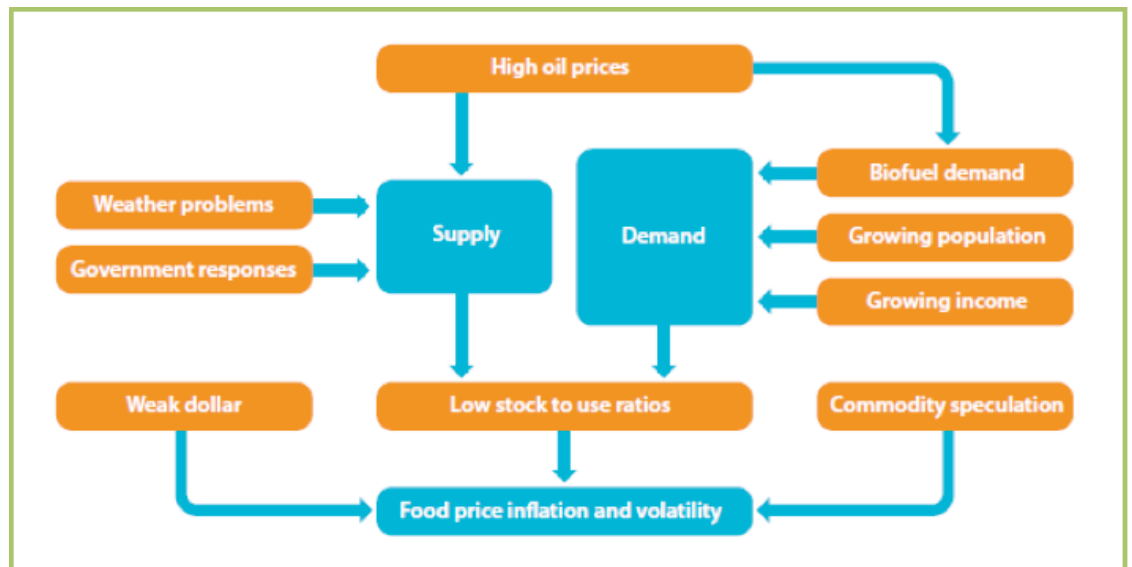 High oil prices
Biofuel demand
Weather problems
Supply
Demand
Growing population
Government responses
Growing income
Weak dollar
Low stock to use ratios
Commodity speculation
Food price inflation and volatility